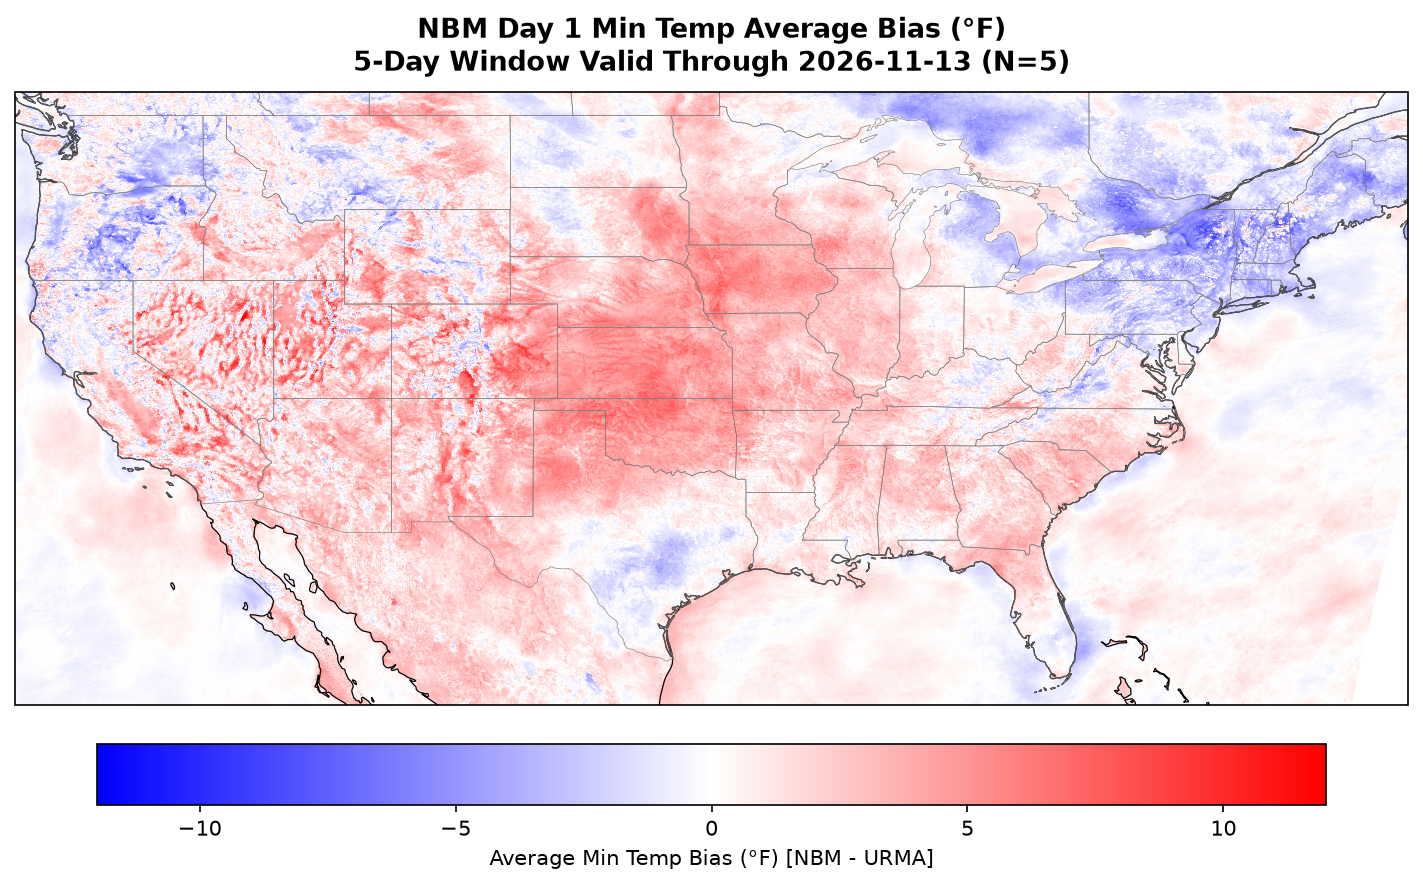 NBM Day 1 Min Temp Average Bias (°F)
5-Day Window Valid Through 2026-11-13 (N=5)
−10 −5 0 5 10
Average Min Temp Bias (°F) [NBM - URMA]